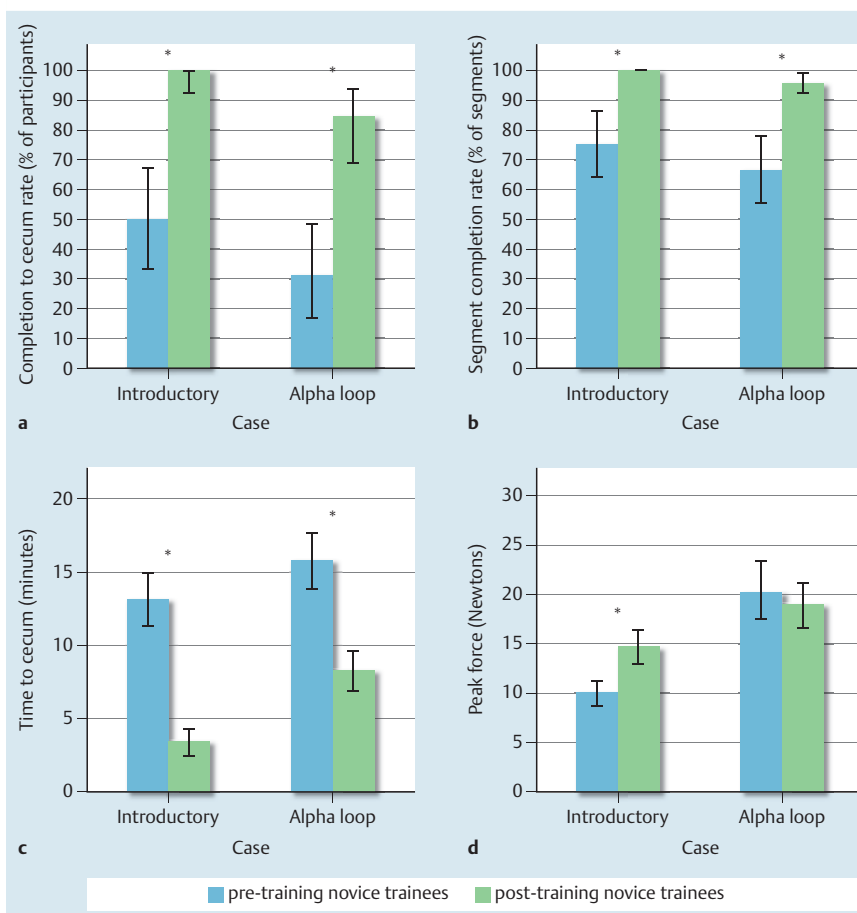 Completion to cecum rate (% of participants)
100
90
80
70
60
50
40
30
20
10
0
*
*
Introductory
Alpha loop
a
Case
Segment completion rate (% of segments)
100
90
80
70
60
50
40
30
20
10
0
*
*
Introductory
Alpha loop
b
Case
Time to cecum (minutes)
20
15
10
5
0
*
*
Introductory
Alpha loop
c
Case
Peak force (Newtons)
30
25
20
15
10
5
0
*
Introductory
Alpha loop
d
Case
pre-training novice trainees
post-training novice trainees